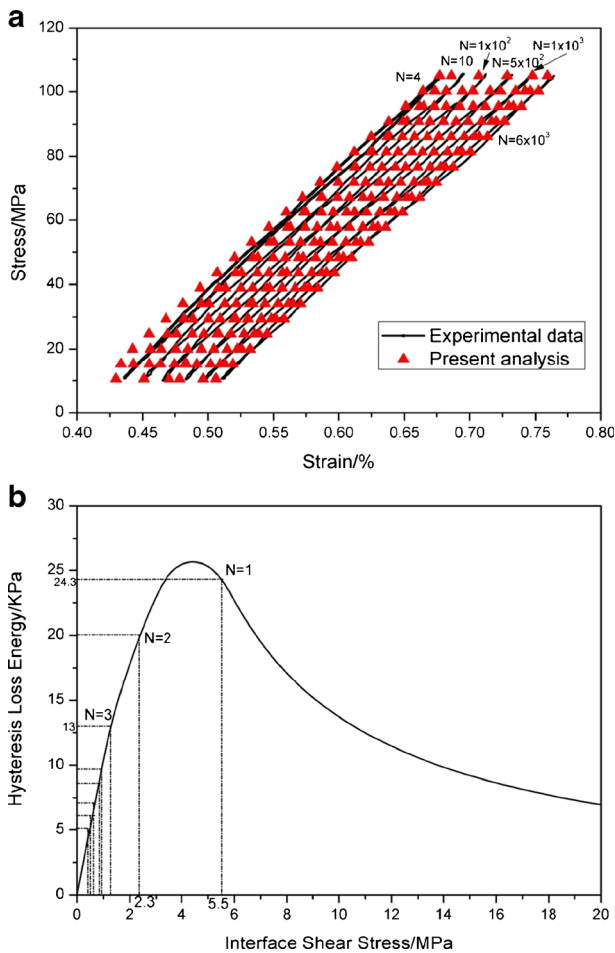 a
120
100
80
60
40
20
0
Stress/MPa
N=4
N=10
N=1x10²
N=5x10²
N=1x10³
N=6x10³
Experimental data
Present analysis
0.40 0.45 0.50 0.55 0.60 0.65 0.70 0.75 0.80
Strain/%
b
30
25
24.3
20
15
13
10
5
0
Hysteresis Loss Energy/KPa
N=1
N=2
N=3
0 2 2.3 4 5.5 6 8 10 12 14 16 18 20
Interface Shear Stress/MPa